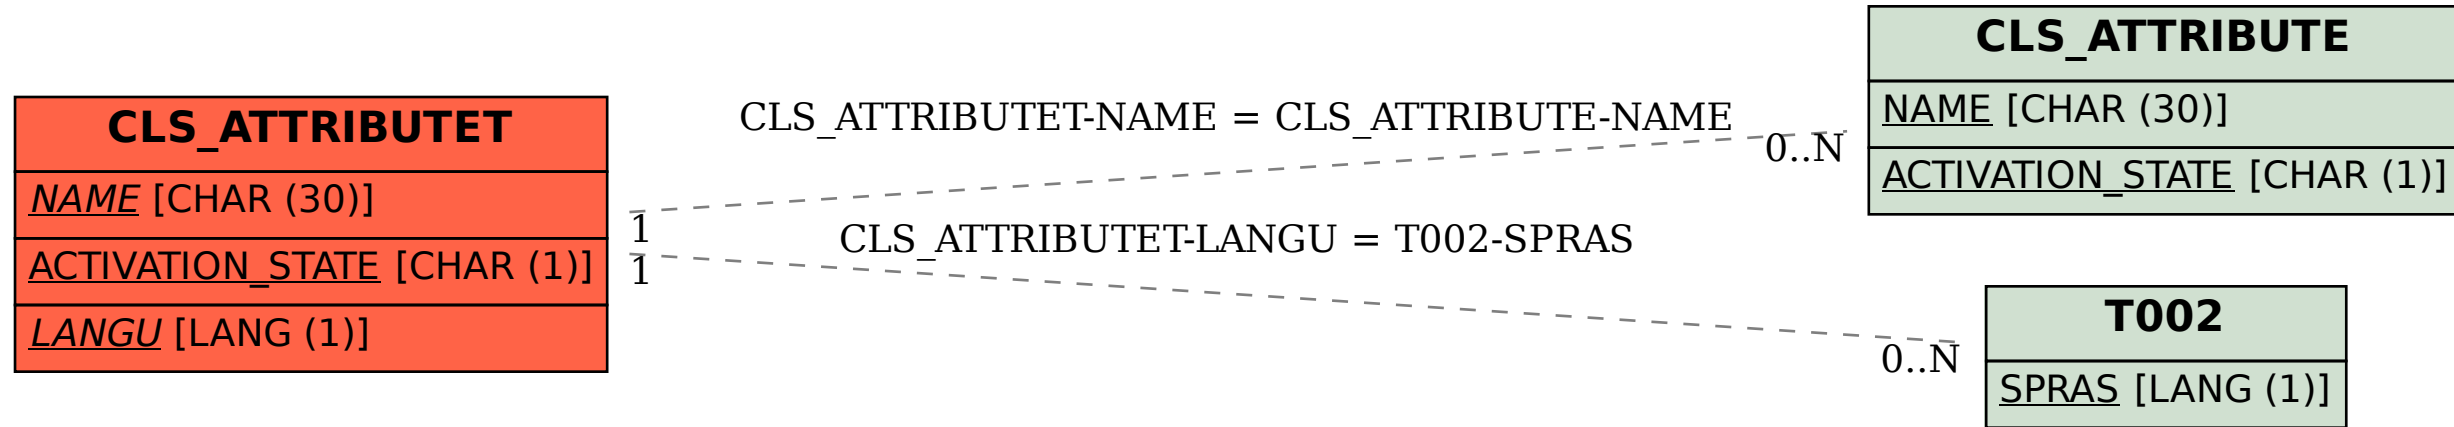 CLS_ATTRIBUTET
NAME [CHAR (30)]
ACTIVATION_STATE [CHAR (1)]
LANGU [LANG (1)]
CLS_ATTRIBUTET-NAME = CLS_ATTRIBUTE-NAME
0..N
1
CLS_ATTRIBUTET-LANGU = T002-SPRAS
1
0..N
CLS_ATTRIBUTE
NAME [CHAR (30)]
ACTIVATION_STATE [CHAR (1)]
T002
SPRAS [LANG (1)]